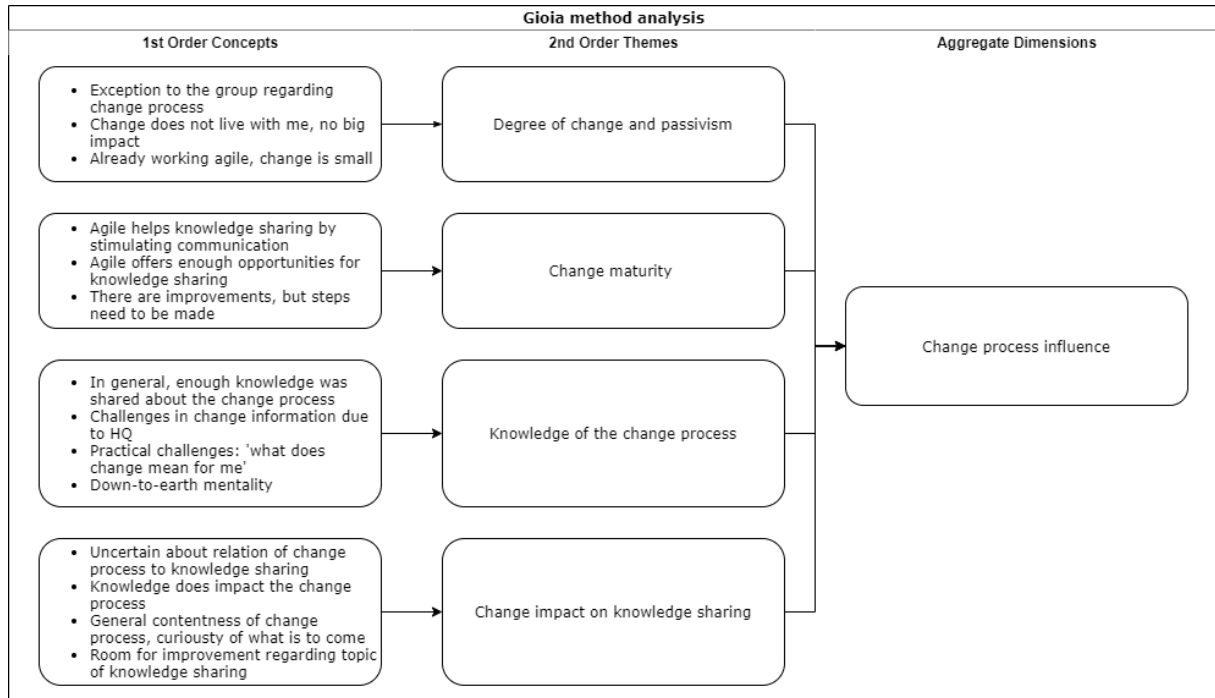 Gioia method analysis
1st Order Concepts
2nd Order Themes
Aggregate Dimensions
• Exception to the group regarding
change process
• Change does not live with me, no big
impact
• Already working agile, change is small
Degree of change and passivism
• Agile helps knowledge sharing by
stimulating communication
• Agile offers enough opportunities for
knowledge sharing
• There are improvements, but steps
need to be made
Change maturity
Change process influence
• In general, enough knowledge was
shared about the change process
• Challenges in change information due
to HQ
• Practical challenges: 'what does
change mean for me'
• Down-to-earth mentality
Knowledge of the change process
• Uncertain about relation of change
process to knowledge sharing
• Knowledge does impact the change
process
• General contentness of change
process, curiousty of what is to come
• Room for improvement regarding topic
of knowledge sharing
Change impact on knowledge sharing